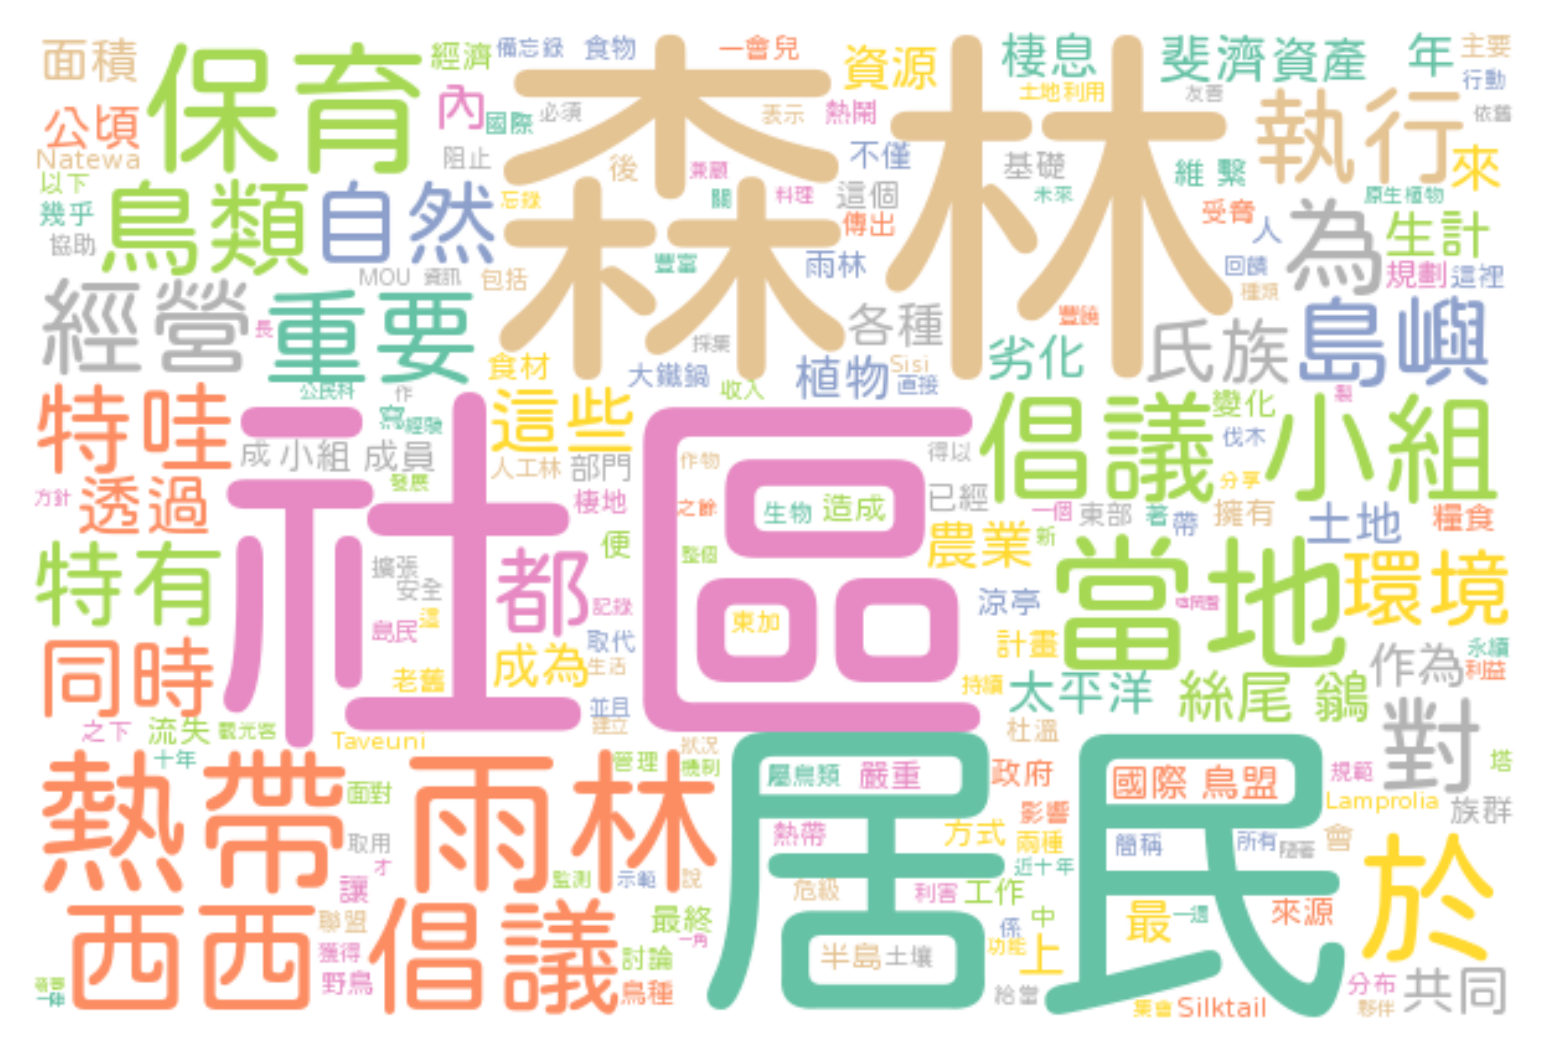 面積 保育 經濟 備忘錄 食物 森林 一會兒 資源 棲息 斐濟 資產 年 主要
行動
公頃 內 國際 必須 表示 熱鬧 土地利用 友善 執行 依舊
Natewa 阻止 後 兼顧 不僅 基礎 維繫 來
以下 鳥類 自然 忘錄 關 料理 這個 未來 原生植物
幾乎 傳出 受脅 為 生計
協助 雨林 人
MOU 資訊 包括 回饋 規劃 這裡
經營 重要 種類 島嶼
長 採集 各種 豐饒 氏族
食材 大鐵鍋 植物 Sisi 劣化
特哇 公民科 作 收入 直接
社區 寫 經驗 這些 倡議 變化 小組
成 小組 成員 人工林 部門 作物 得以 伐木
方針 透過 發展 棲地 之餘 生物 造成 已經 一個 東部 著 帶 分享 擁有 土地 糧食
特有 擴張 便 整個 農業 新 當地 環境
安全 都 記錄 涼亭
同時 島民 這 取代 東加 計畫 作為 永續
老舊 成為 生活 持續 太平洋 絲尾 鶲 利益
之下 流失 觀光客 並且 建立 杜溫 對
Taveuni 狀況 居民
熱帶 雨林 十年 管理 機制 屬鳥類 嚴重 政府 國際 鳥盟 規範 塔
面對 影響 Lamprolia 族群
取用 熱帶 方式 兩種 簡稱 所有 隨著 會 於
才 讓 監測 示範 說 危級 利害 工作 近十年
西西 倡議 聯盟 最終 係 中 最 一週 來源
獲得 一角 功能 上
野鳥 討論 半島 土壤 分布 共同
鳥種 給當 集會 Silktail 夥伴